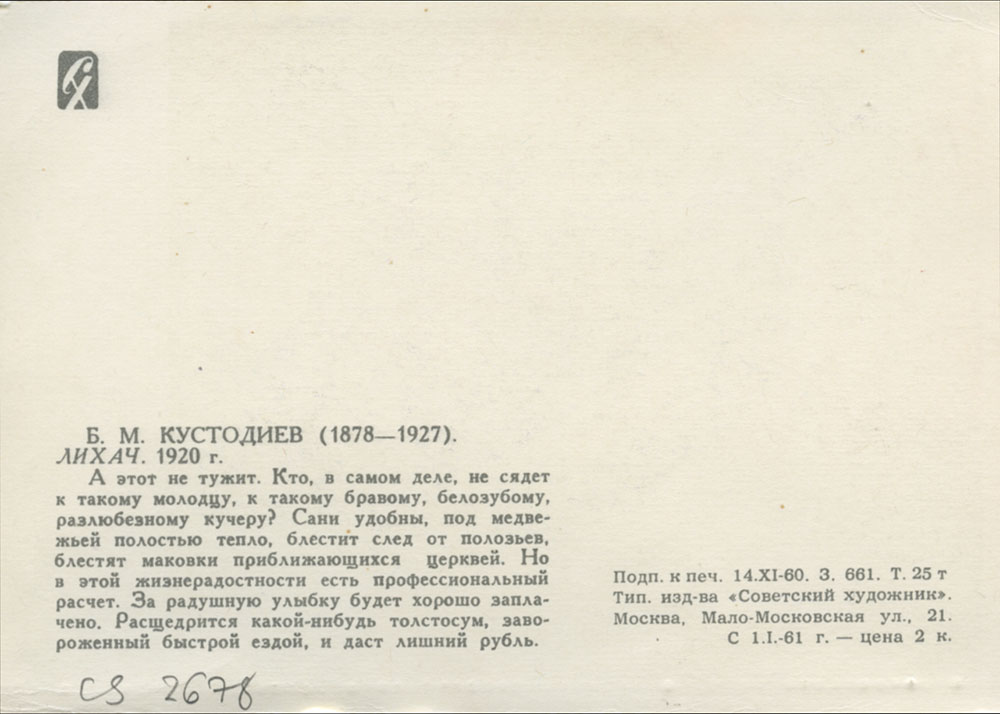 Б. М. КУСТОДИЕВ (1878—1927).
ЛИХАЧ. 1920 г.
А этот не тужит. Кто, в самом деле, не сядет
к такому молодцу, к такому бравому, белозубому,
разлюбезному кучеру? Сани удобны, под медве-
жьей полостью тепло, блестит след от полозьев,
блестят маковки приближающихся церквей. Но
в этой жизнерадостности есть профессиональный
расчет. За радушную улыбку будет хорошо запла-
чено. Расщедрится какой-нибудь толстосум, заво-
роженный быстрой ездой, и даст лишний рубль.
Подп. к печ. 14.XI-60. З. 661. Т. 25 т
Тип. изд-ва «Советский художник».
Москва, Мало-Московская ул., 21.
С 1.I.-61 г. — цена 2 к.
CS 2678